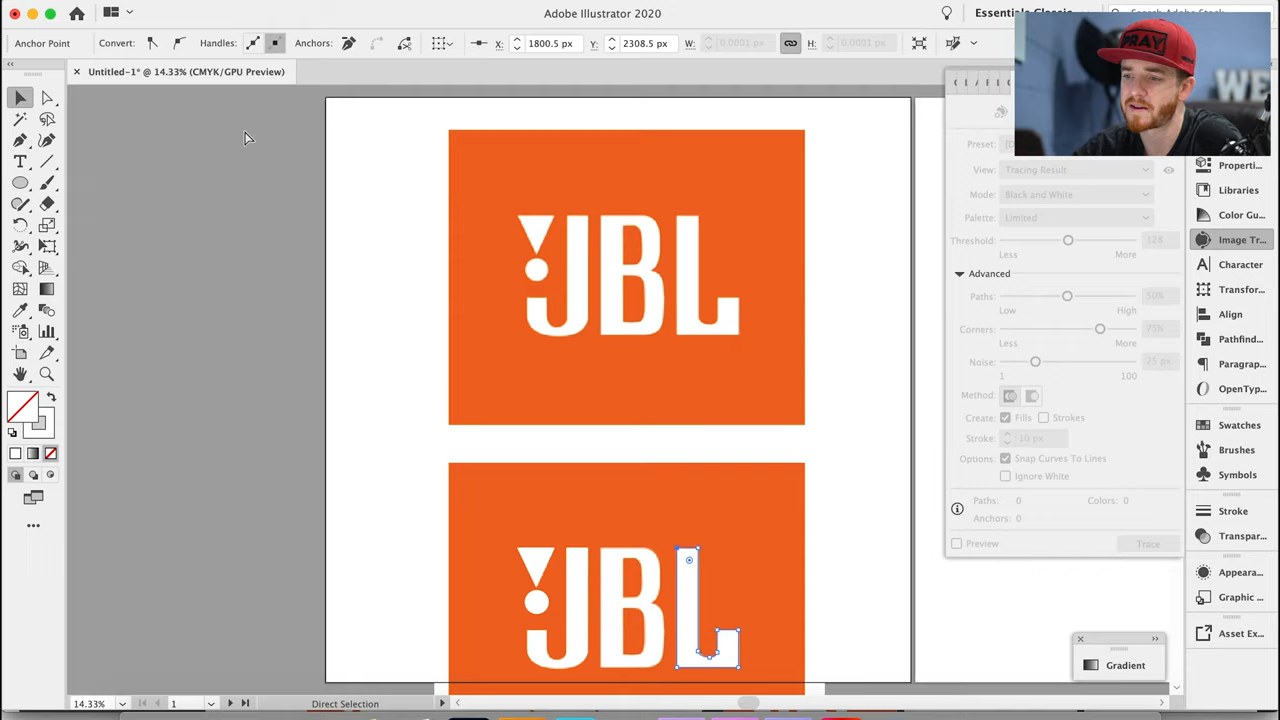 Adobe Illustrator 2020
Essentials Classic
Search Adobe Stock
Anchor Point
Convert:
Handles:
Anchors:
X: 1800.5 px
Y: 2308.5 px
W: 0.0001 px
H: 0.0001 px
× Untitled-1* @ 14.33% (CMYK/GPU Preview)
PRAY
WE
JBL
JBL
Preset:
View: Tracing Result
Mode: Black and White
Palette: Limited
Threshold: 128
Less More
Advanced
Paths: 50%
Low High
Corners: 75%
Less More
Noise: 25 px
1 100
Method:
Create: Fills Strokes
Stroke: 10 px
Options: Snap Curves To Lines
Ignore White
Paths: 0 Colors: 0
Anchors: 0
Preview Trace
Properti...
Libraries
Color Gu...
Image Tr...
Character
Transfor...
Align
Pathfind...
Paragrap...
OpenTyp...
Swatches
Brushes
Symbols
Stroke
Transpar...
Appeara...
Graphic ...
Asset Ex...
Gradient
14.33%
1
Direct Selection